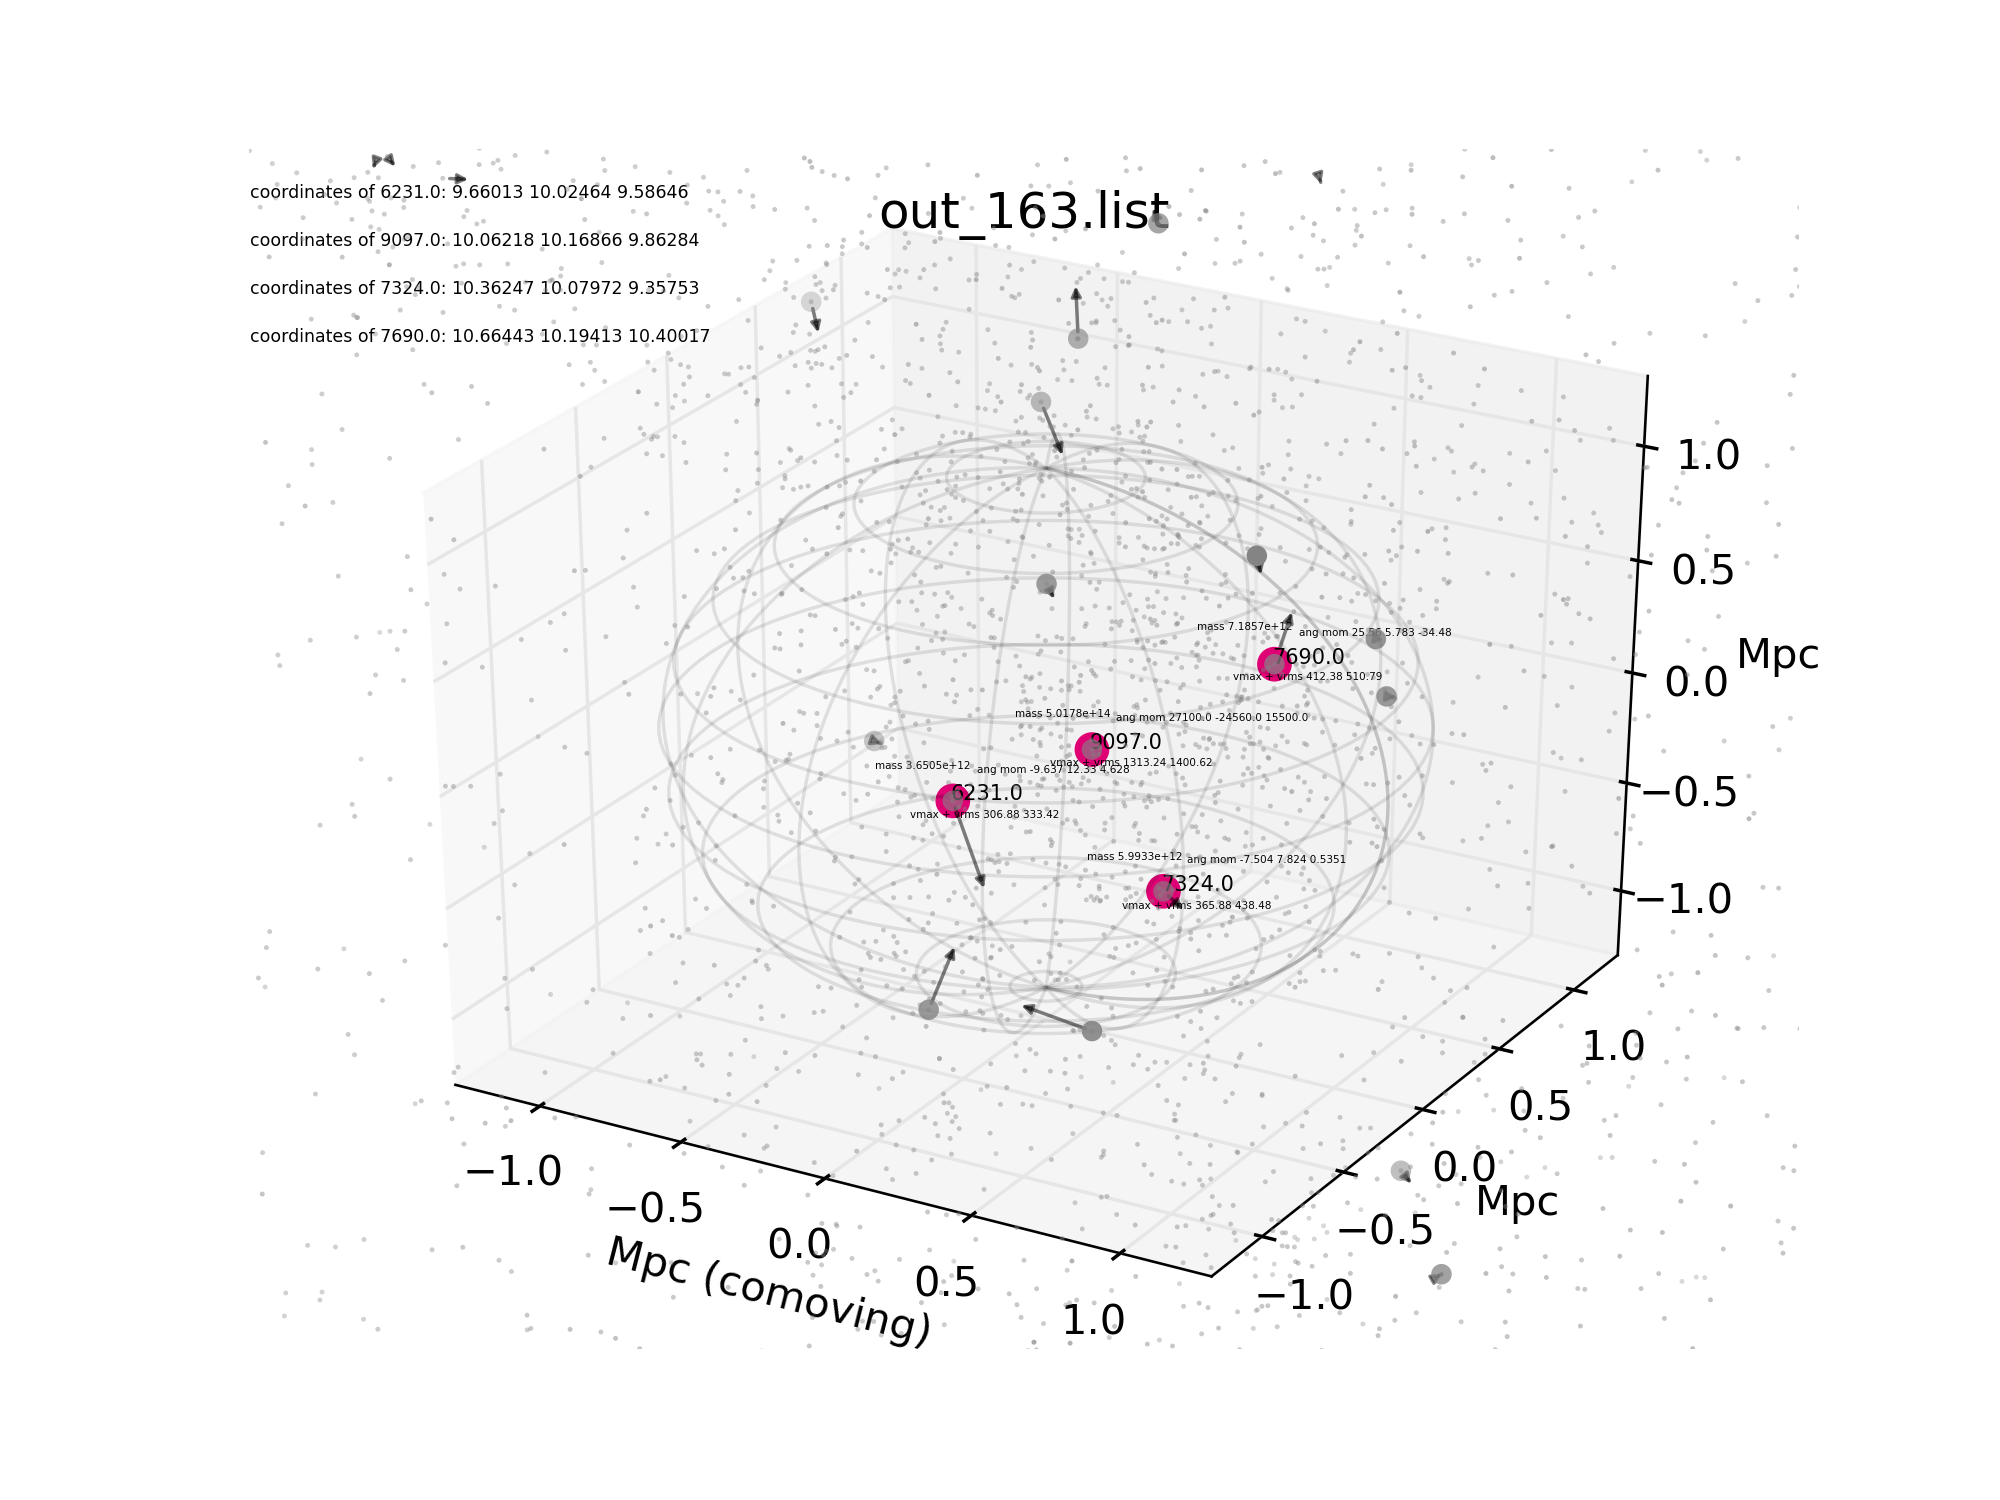 coordinates of 6231.0: 9.66013 10.02464 9.58646
out_163.list
coordinates of 9097.0: 10.06218 10.16866 9.86284
coordinates of 7324.0: 10.36247 10.07972 9.35753
coordinates of 7690.0: 10.66443 10.19413 10.40017
1.0
0.5
0.0
−0.5
−1.0
Mpc
mass 7.1857e+12
ang mom 25.56 5.783 -34.48
7690.0
vmax + vrms 412.38 510.79
mass 5.0178e+14
ang mom 27100.0 -24560.0 15500.0
9097.0
vmax + vrms 1313.24 1400.62
mass 3.6505e+12
ang mom -9.637 12.33 4.628
6231.0
vmax + vrms 306.88 333.42
mass 5.9933e+12
ang mom -7.504 7.824 0.5351
7324.0
vmax + vrms 365.88 438.48
1.0
0.5
0.0
−0.5
−1.0
Mpc
−1.0
−0.5
0.0
0.5
1.0
Mpc (comoving)